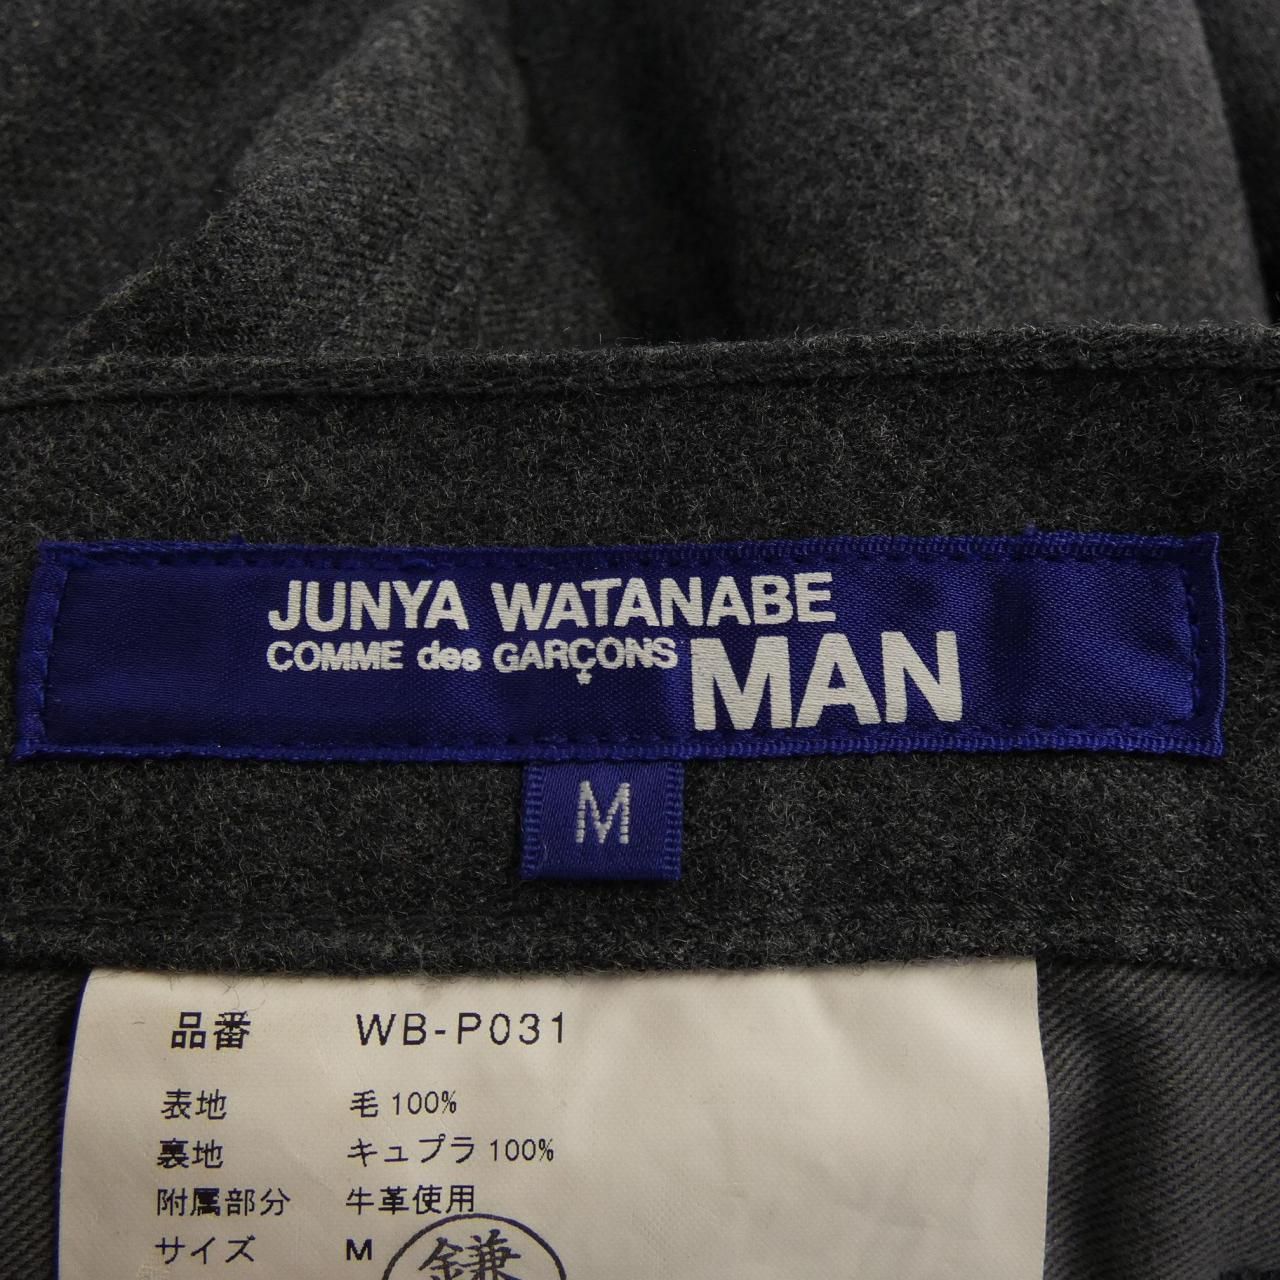 JUNYA WATANABE
COMME des GARÇONS MAN
M
品番 WB-P031
表地 毛 100%
裏地 キュプラ 100%
附属部分 牛革使用
サイズ M
鎌